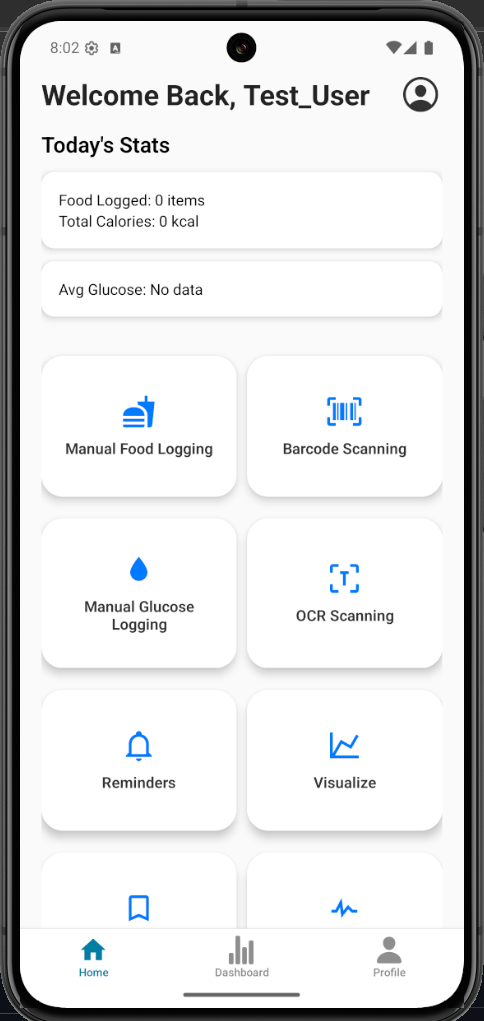 8:02
Welcome Back, Test_User
Today's Stats
Food Logged: 0 items
Total Calories: 0 kcal
Avg Glucose: No data
Manual Food Logging
Barcode Scanning
Manual Glucose
Logging
OCR Scanning
Reminders
Visualize
Home
Dashboard
Profile